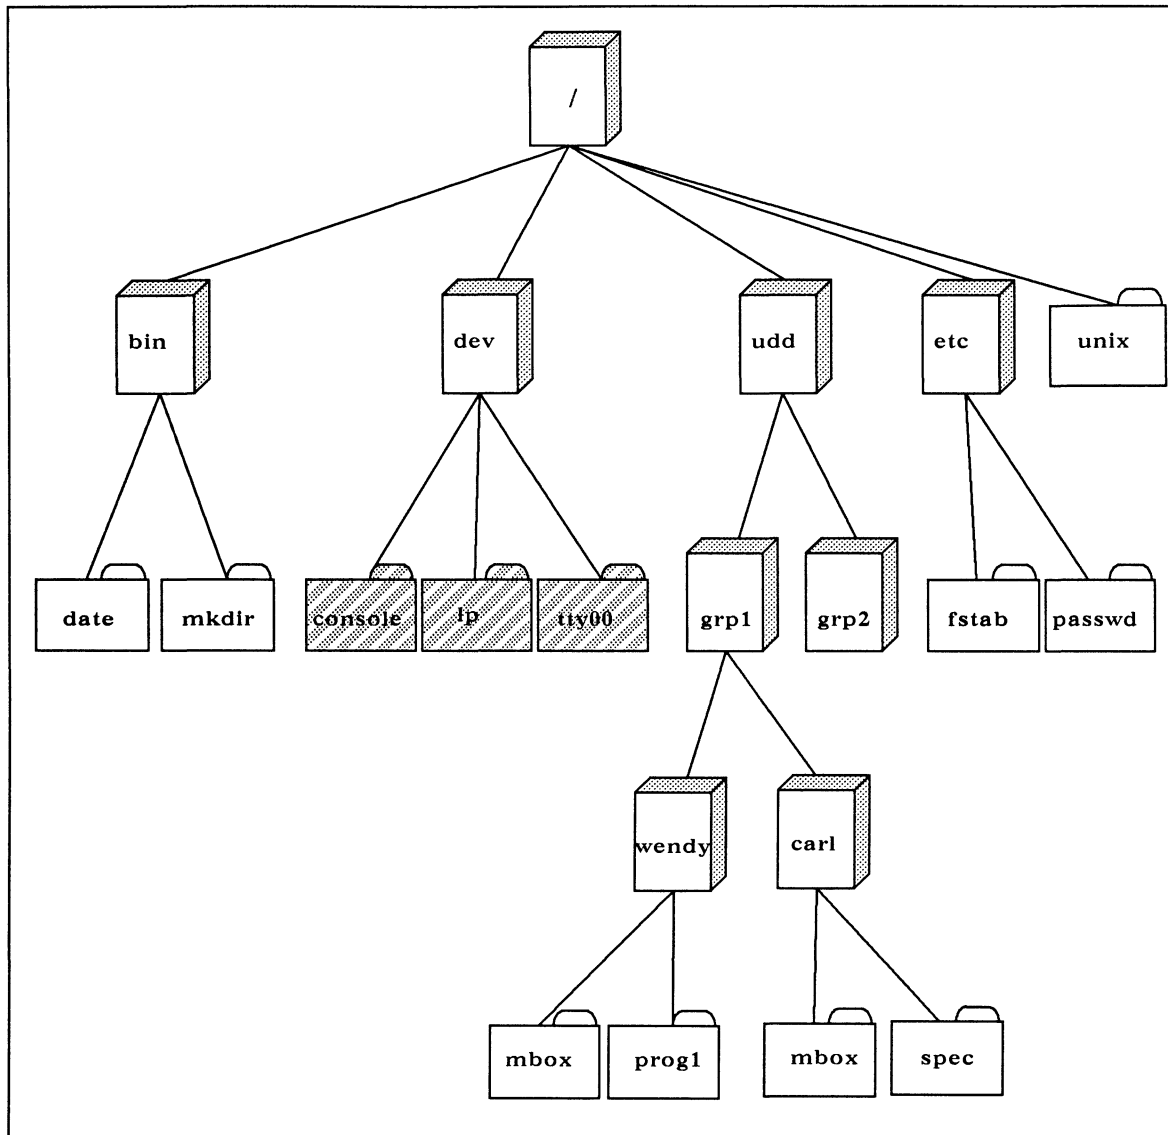 /
bin
dev
udd
etc
unix
date
mkdir
console
lp
tty00
grp1
grp2
fstab
passwd
wendy
carl
mbox
prog1
mbox
spec